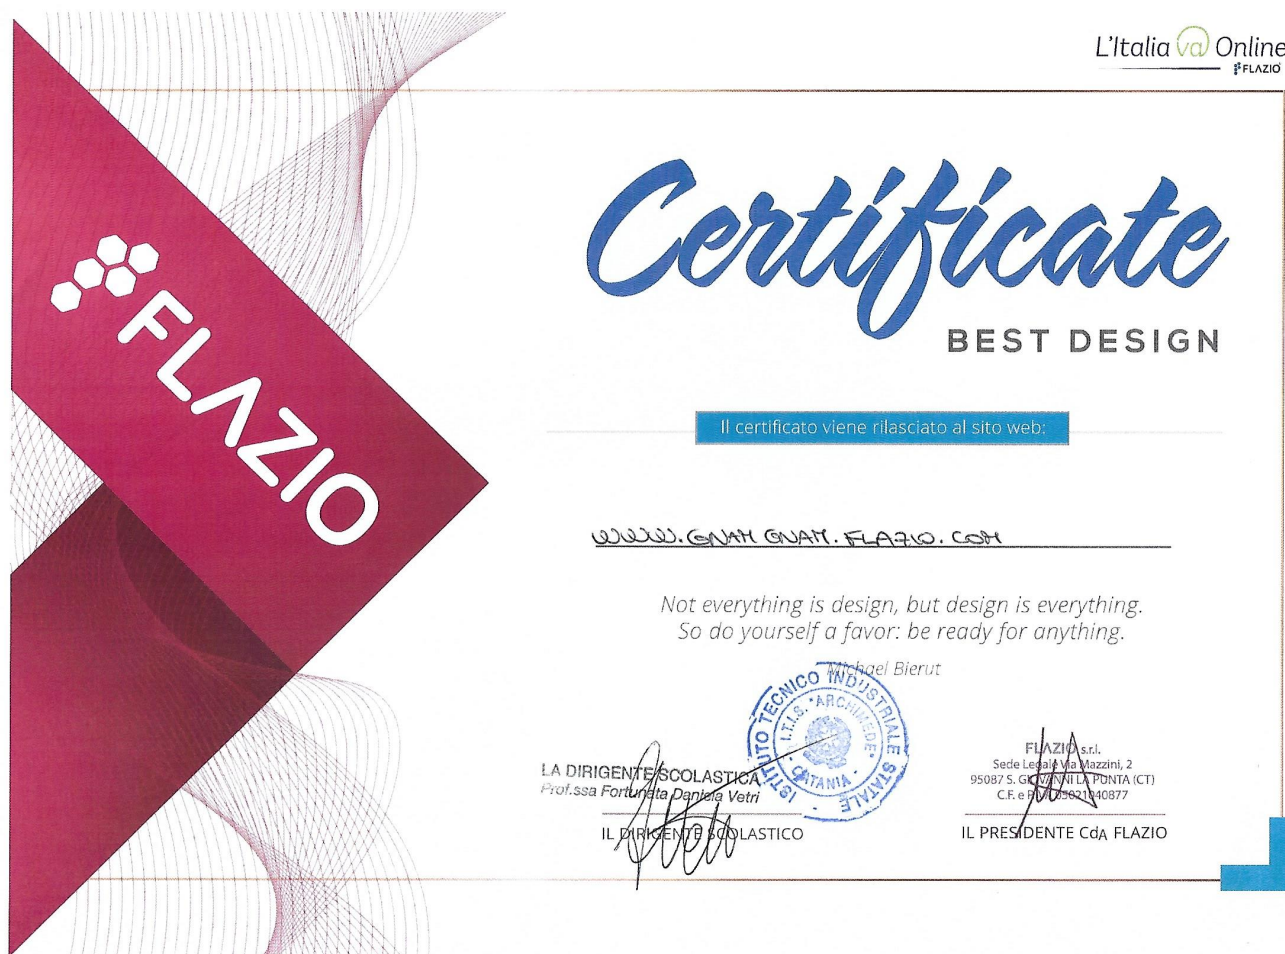 L'Italia va Online
FLAZIO
FLAZIO
Certificate
BEST DESIGN
Il certificato viene rilasciato al sito web:
WWW.GNAM GNAM.FLAZIO.COM
Not everything is design, but design is everything.
So do yourself a favor: be ready for anything.
Michael Bierut
ISTITUTO TECNICO INDUSTRIALE STATALE
I.T.I.S. "ARCHIMEDE"
- CATANIA -
LA DIRIGENTE SCOLASTICA
Prof.ssa Fortunata Daniela Vetri
IL DIRIGENTE SCOLASTICO
FLAZIO s.r.l.
Sede Legale Via Mazzini, 2
95087 S. GIOVANNI LA PUNTA (CT)
C.F. e P.IVA 05021040877
IL PRESIDENTE CdA FLAZIO